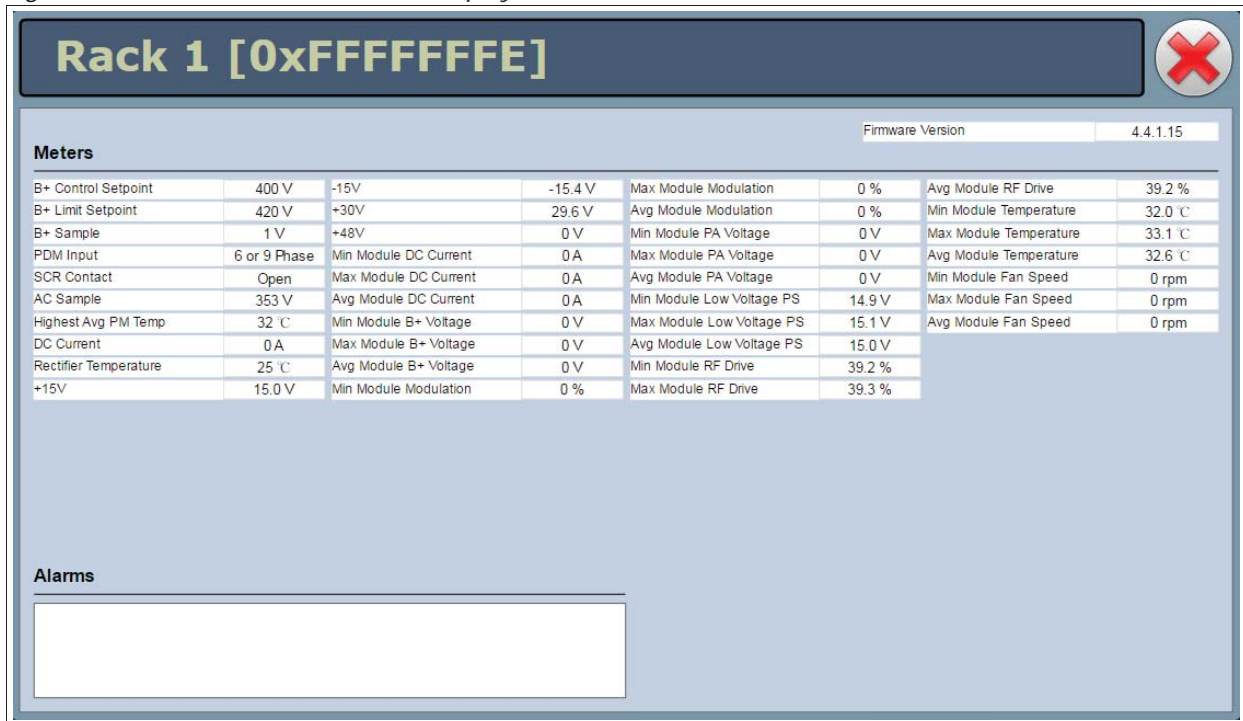 Rack 1 [0xFFFFFFFE]
Firmware Version 4.4.1.15
Meters
B+ Control Setpoint 400 V -15V -15.4 V Max Module Modulation 0 % Avg Module RF Drive 39.2 %
B+ Limit Setpoint 420 V +30V 29.6 V Avg Module Modulation 0 % Min Module Temperature 32.0 °C
B+ Sample 1 V +48V 0 V Min Module PA Voltage 0 V Max Module Temperature 33.1 °C
PDM Input 6 or 9 Phase Min Module DC Current 0 A Max Module PA Voltage 0 V Avg Module Temperature 32.6 °C
SCR Contact Open Max Module DC Current 0 A Avg Module PA Voltage 0 V Min Module Fan Speed 0 rpm
AC Sample 353 V Avg Module DC Current 0 A Min Module Low Voltage PS 14.9 V Max Module Fan Speed 0 rpm
Highest Avg PM Temp 32 °C Min Module B+ Voltage 0 V Max Module Low Voltage PS 15.1 V Avg Module Fan Speed 0 rpm
DC Current 0 A Max Module B+ Voltage 0 V Avg Module Low Voltage PS 15.0 V
Rectifier Temperature 25 °C Avg Module B+ Voltage 0 V Min Module RF Drive 39.2 %
+15V 15.0 V Min Module Modulation 0 % Max Module RF Drive 39.3 %
Alarms